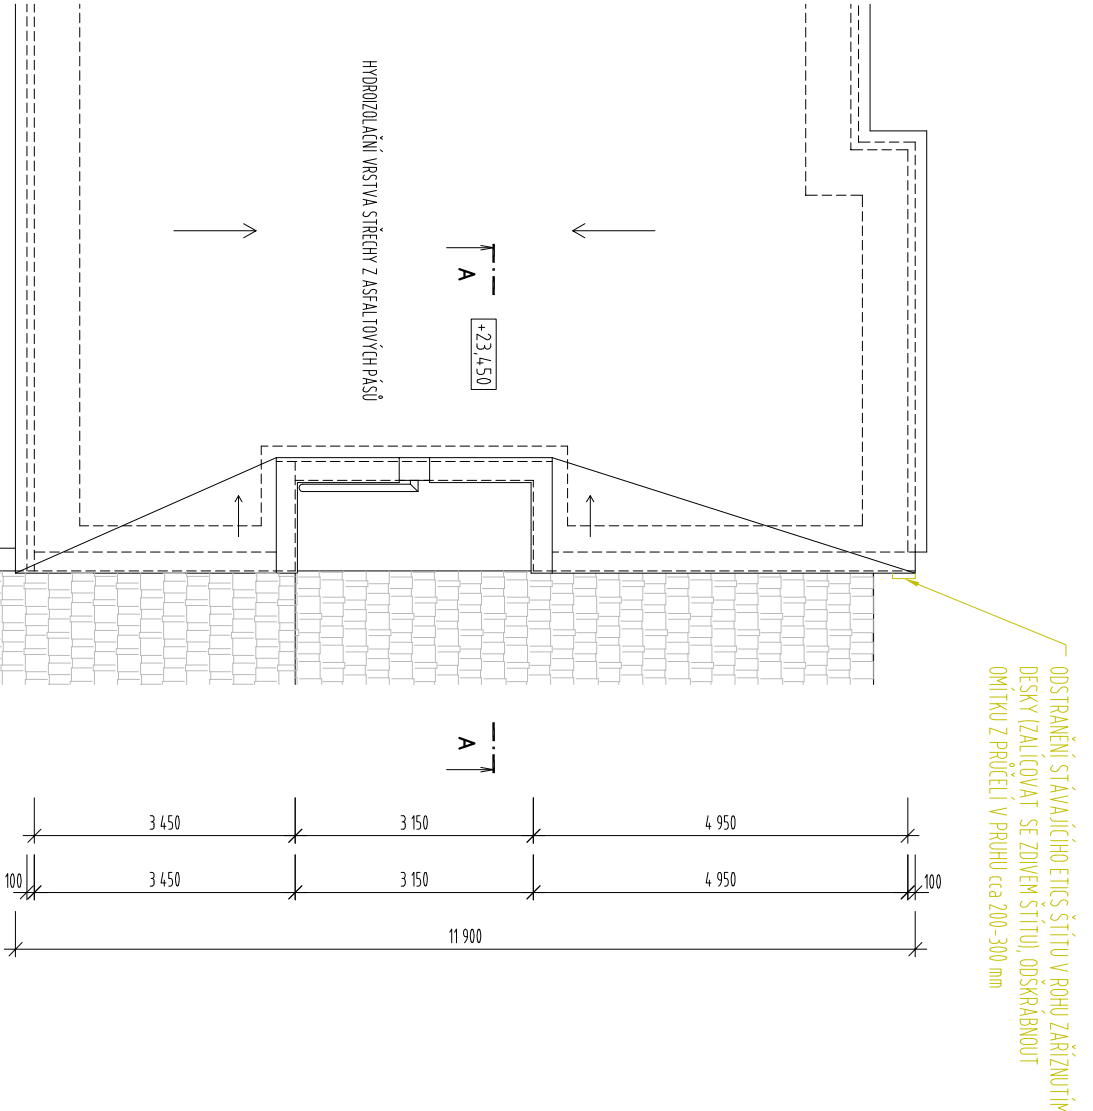 HYDROIZOLAČNÍ VRSTVA STŘECHY Z ASFALTOVÝCH PÁSŮ
A
+23,450
ODSTRANĚNÍ STÁVAJÍCÍHO ETICS ŠTÍTU V ROHU ZAŘÍZNUTÍM
DESKY (ZALÍCOVAT SE ZDIVEM ŠTÍTU), ODŠKRÁBNOUT
OMÍTKU Z PRŮČELÍ V PRUHU cca 200-300 mm
A
3 450 3 150 4 950
100 3 450 3 150 4 950 100
11 900